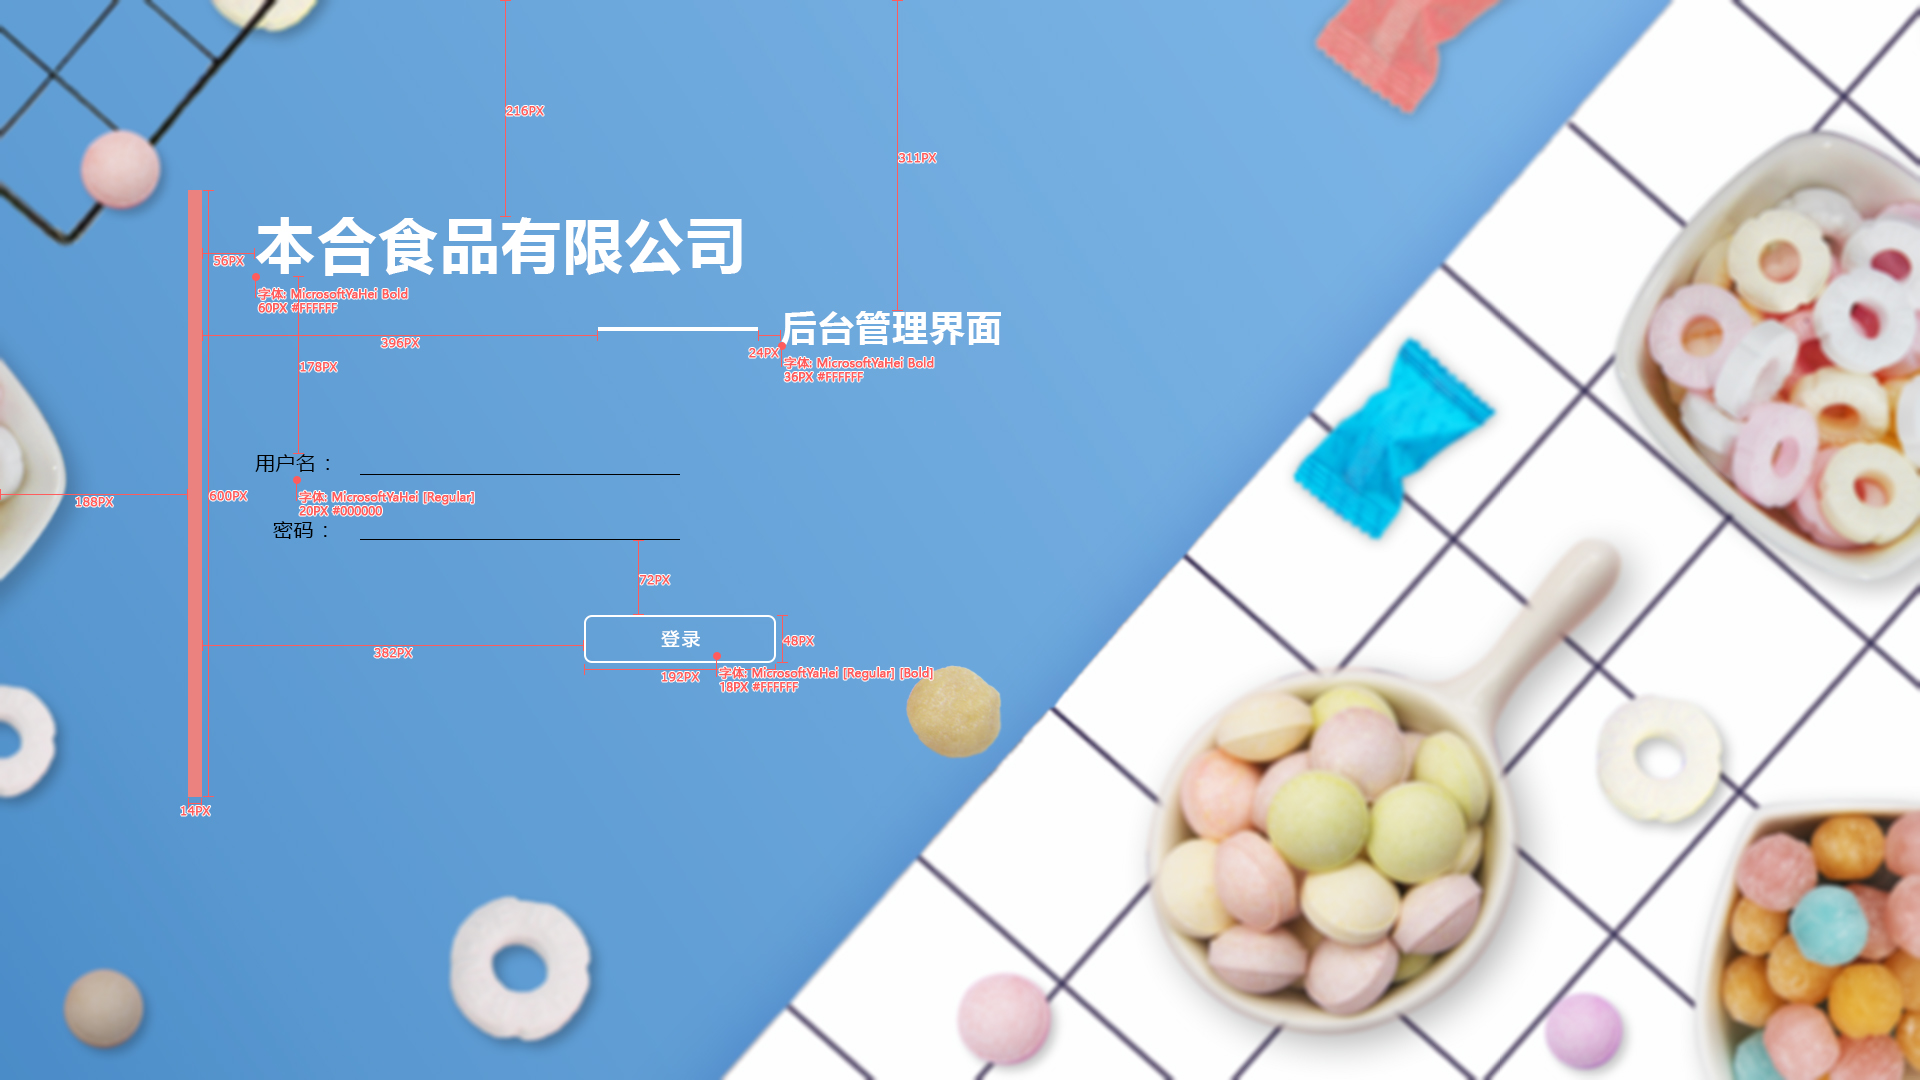 216PX
311PX
本合食品有限公司
56PX
字体: MicrosoftYaHei Bold
60PX #FFFFFF
后台管理界面
396PX
24PX
字体: MicrosoftYaHei Bold
36PX #FFFFFF
178PX
用户名：
188PX
600PX
字体: MicrosoftYaHei [Regular]
20PX #000000
密码：
72PX
登录
48PX
382PX
192PX
字体: MicrosoftYaHei [Regular] [Bold]
18PX #FFFFFF
14PX